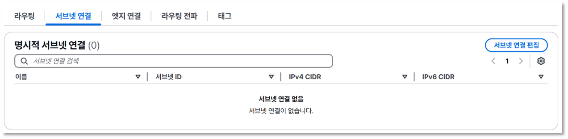 라우팅 서브넷 연결 엣지 연결 라우팅 전파 태그
명시적 서브넷 연결 (0) 서브넷 연결 편집
서브넷 연결 검색 1
이름 서브넷 ID IPv4 CIDR IPv6 CIDR
서브넷 연결 없음
서브넷 연결이 없습니다.